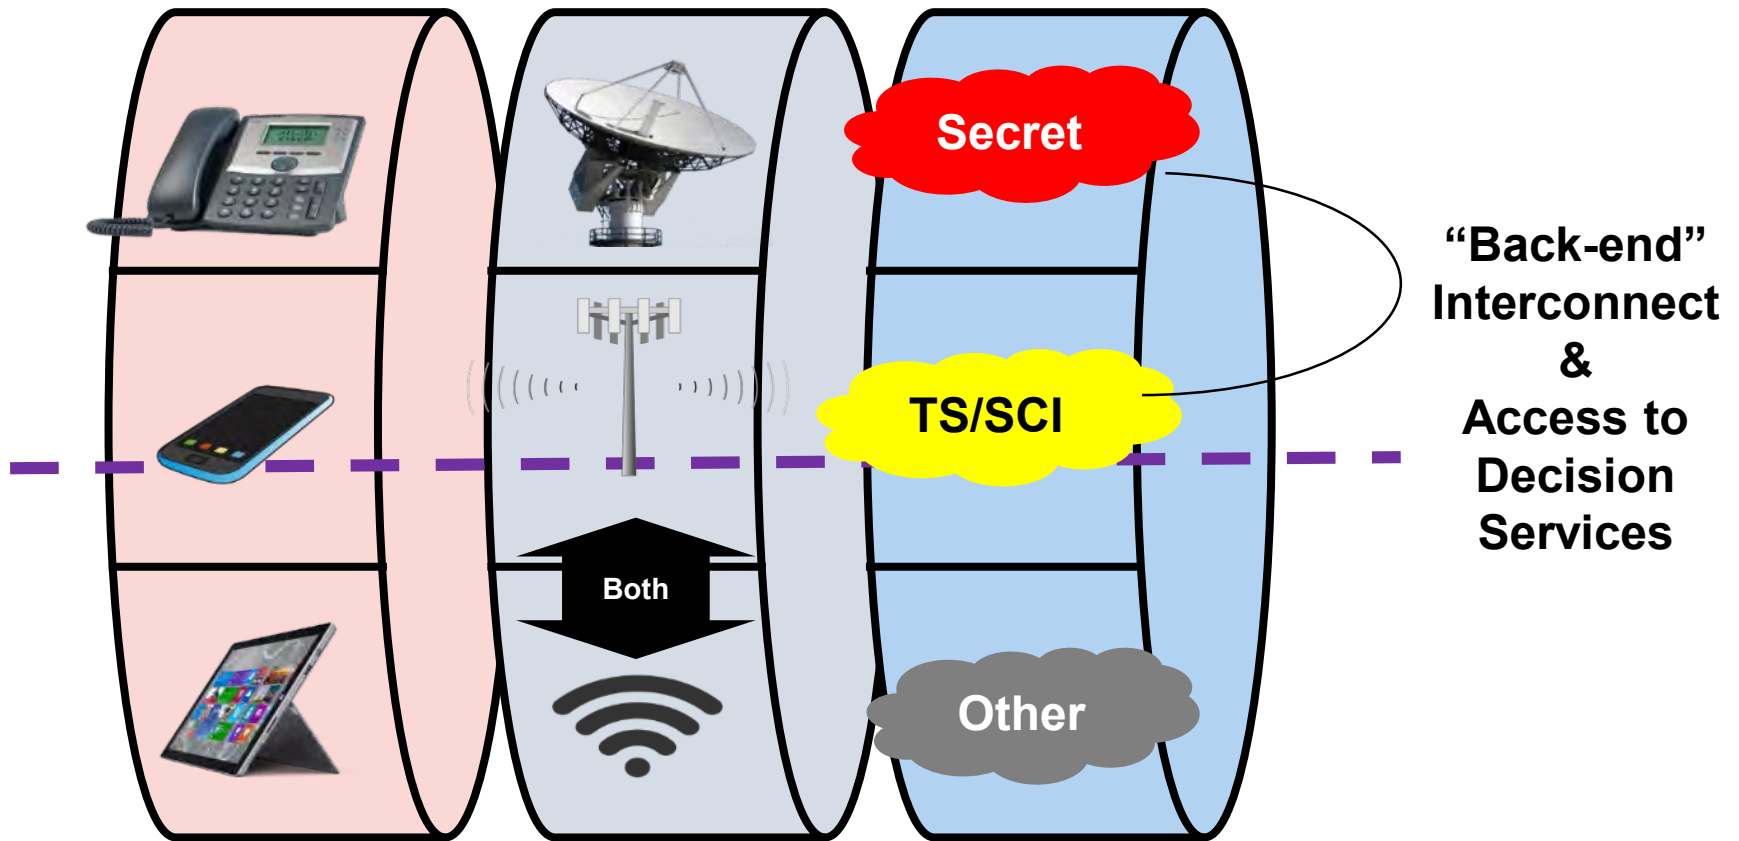 Secret
“Back-end”
Interconnect
&
Access to
Decision
Services
TS/SCI
Both
Other